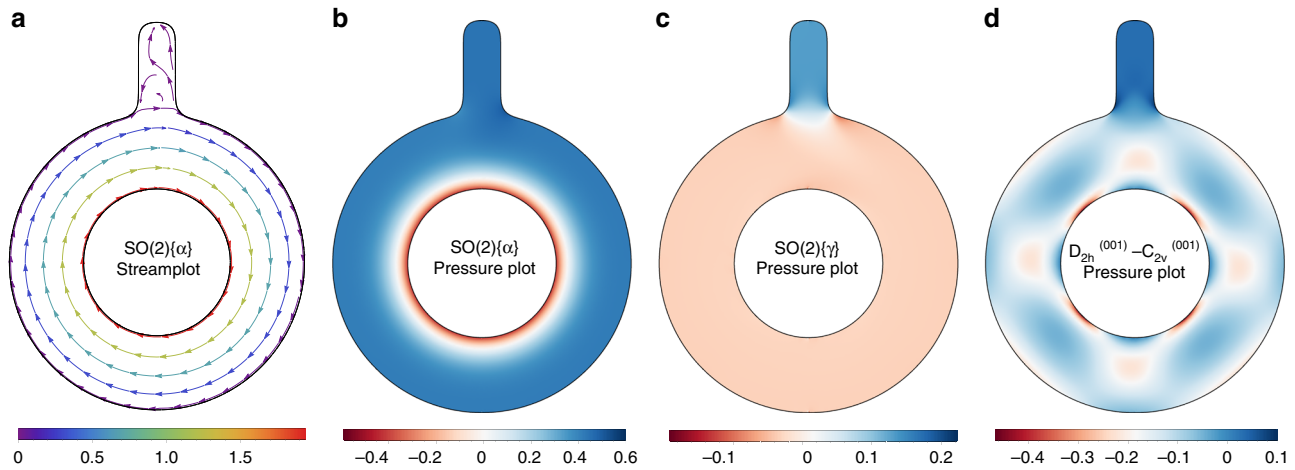 a
b
c
d
SO(2){α}
Streamplot
SO(2){α}
Pressure plot
SO(2){γ}
Pressure plot
D2h(001) –C2v(001)
Pressure plot
0 0.5 1.0 1.5
–0.4 –0.2 0 0.2 0.4 0.6
–0.1 0 0.1 0.2
–0.4 –0.3 –0.2 –0.1 0 0.1